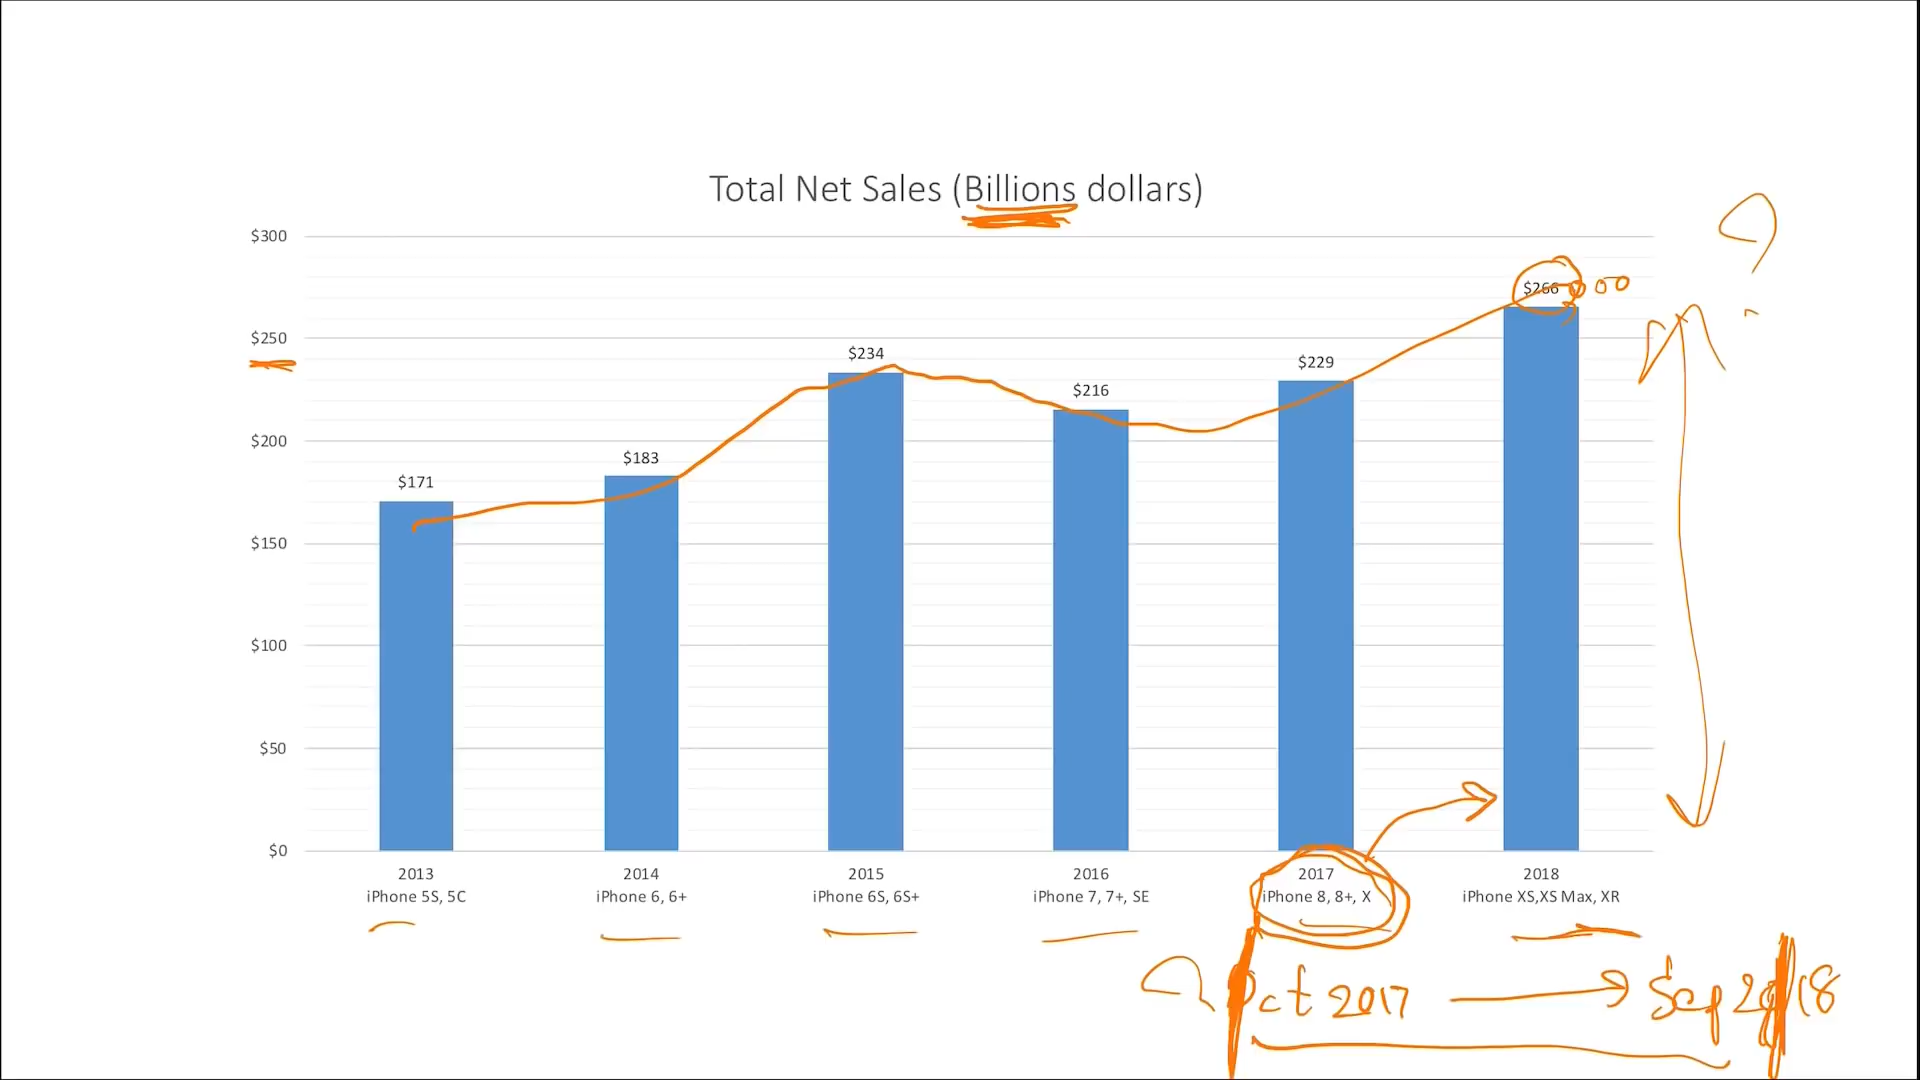 Total Net Sales (Billions dollars)
$300
$250
$200
$150
$100
$50
$0
$171
$183
$234
$216
$229
$266
2013
iPhone 5S, 5C
2014
iPhone 6, 6+
2015
iPhone 6S, 6S+
2016
iPhone 7, 7+, SE
2017
iPhone 8, 8+, X
2018
iPhone XS,XS Max, XR
Oct 2017